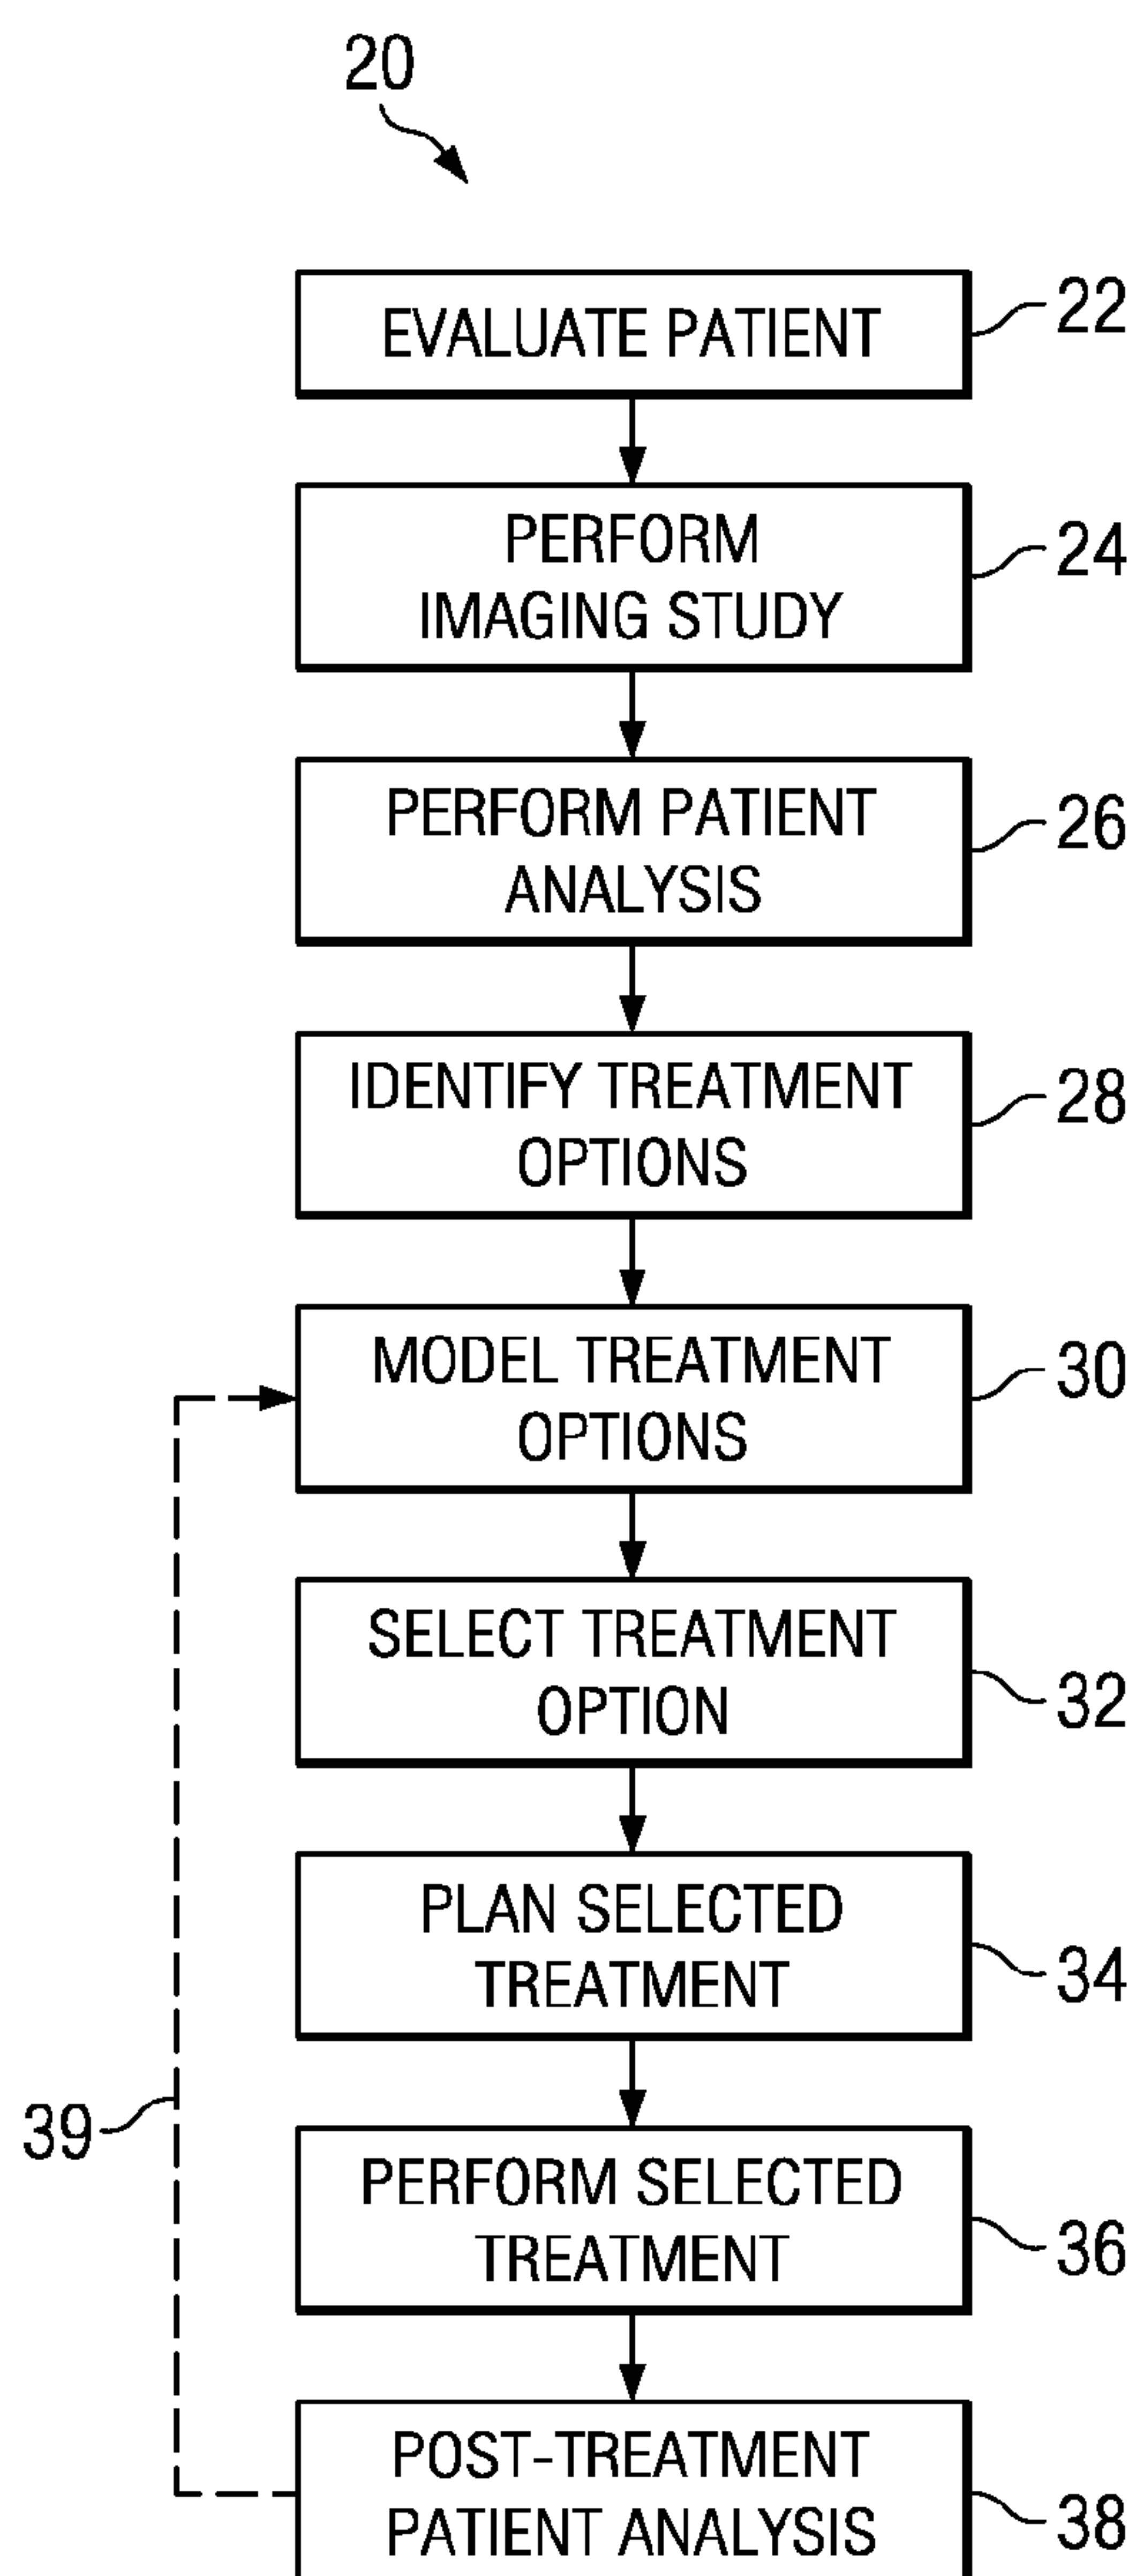 20
EVALUATE PATIENT
22
PERFORM
IMAGING STUDY
24
PERFORM PATIENT
ANALYSIS
26
IDENTIFY TREATMENT
OPTIONS
28
MODEL TREATMENT
OPTIONS
30
SELECT TREATMENT
OPTION
32
PLAN SELECTED
TREATMENT
34
39
PERFORM SELECTED
TREATMENT
36
POST-TREATMENT
PATIENT ANALYSIS
38